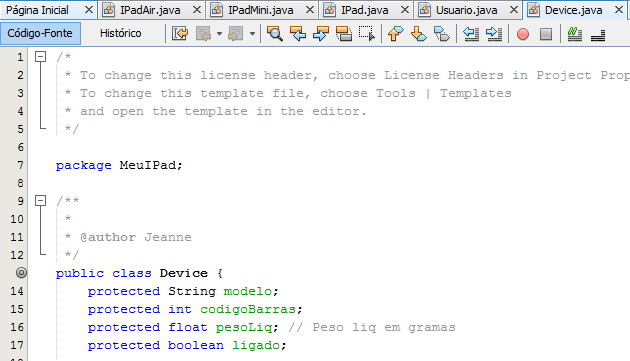 Página Inicial IPadAir.java IPadMini.java IPad.java Usuario.java Device.java
Código-Fonte Histórico
1 /*
2 * To change this license header, choose License Headers in Project Prop
3 * To change this template file, choose Tools | Templates
4 * and open the template in the editor.
5 */
6
7 package MeuIPad;
8
9 /**
10 *
11 * @author Jeanne
12 */
public class Device {
14 protected String modelo;
15 protected int codigoBarras;
16 protected float pesoLiq; // Peso liq em gramas
17 protected boolean ligado;